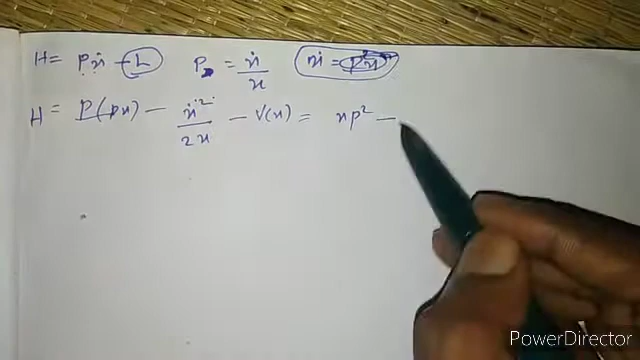 H = pẋ - L   p = ẋ/x   ẋ = px
H = p(px) - ẋ²/2x - V(x) = xp² -
PowerDirector